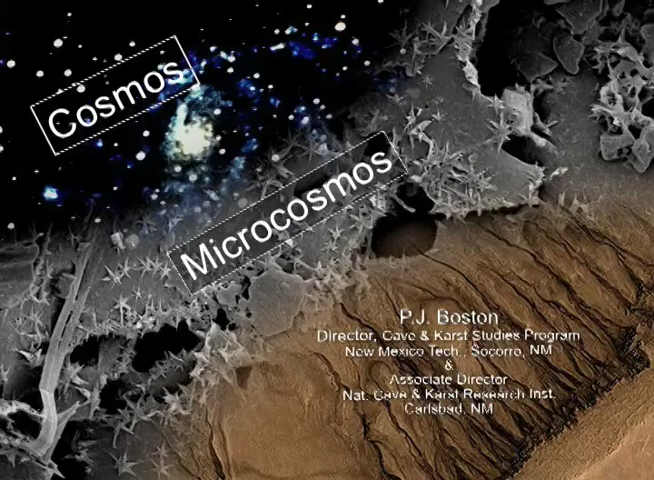 Cosmos
Microcosmos
P.J. Boston
Director, Cave & Karst Studies Program
New Mexico Tech., Socorro, NM
&
Associate Director
Nat. Cave & Karst Research Inst.
Carlsbad, NM